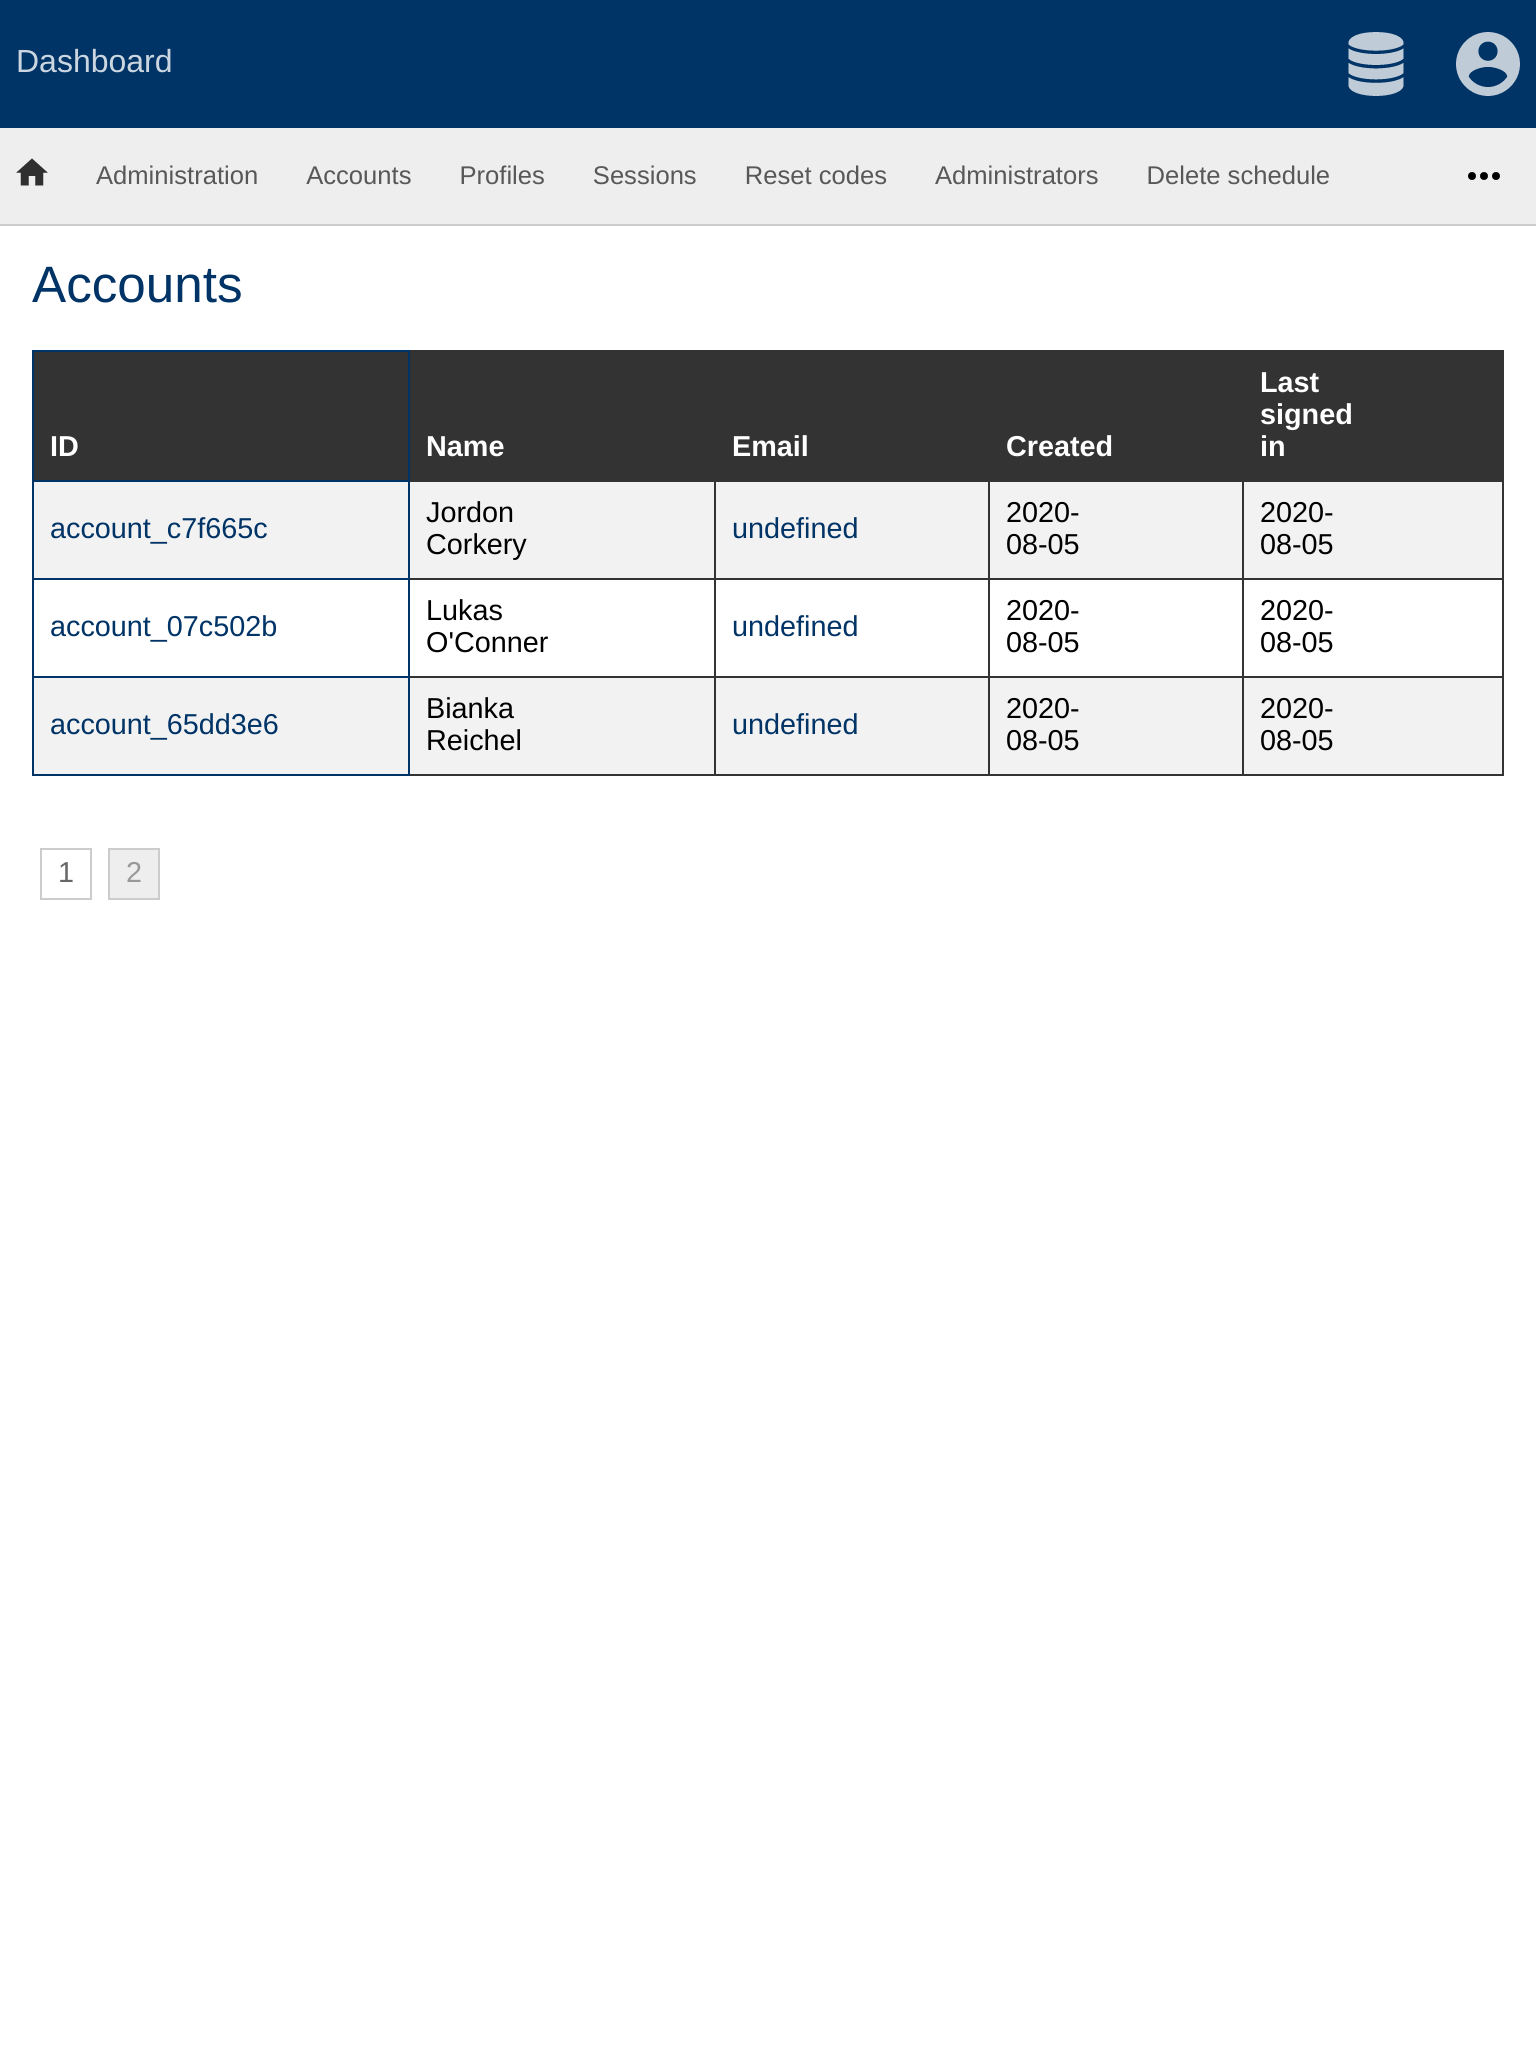 Dashboard
Administration Accounts Profiles Sessions Reset codes Administrators Delete schedule
Accounts
ID Name Email Created Last signed in
account_c7f665c Jordon Corkery undefined 2020-08-05 2020-08-05
account_07c502b Lukas O'Conner undefined 2020-08-05 2020-08-05
account_65dd3e6 Bianka Reichel undefined 2020-08-05 2020-08-05
1 2